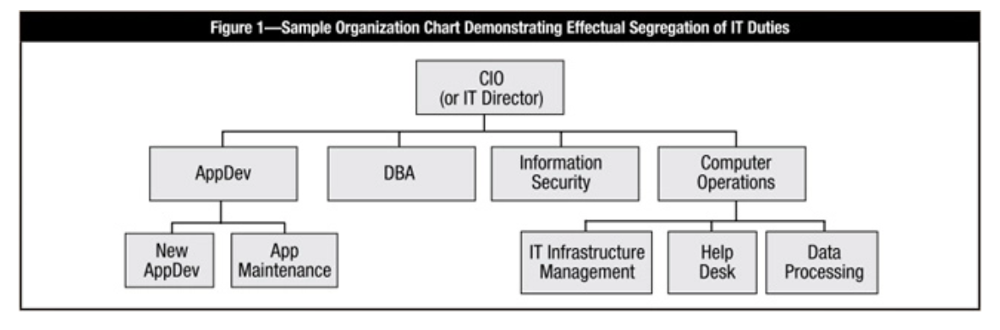 Figure 1—Sample Organization Chart Demonstrating Effectual Segregation of IT Duties
CIO
(or IT Director)
AppDev
DBA
Information
Security
Computer
Operations
New
AppDev
App
Maintenance
IT Infrastructure
Management
Help
Desk
Data
Processing